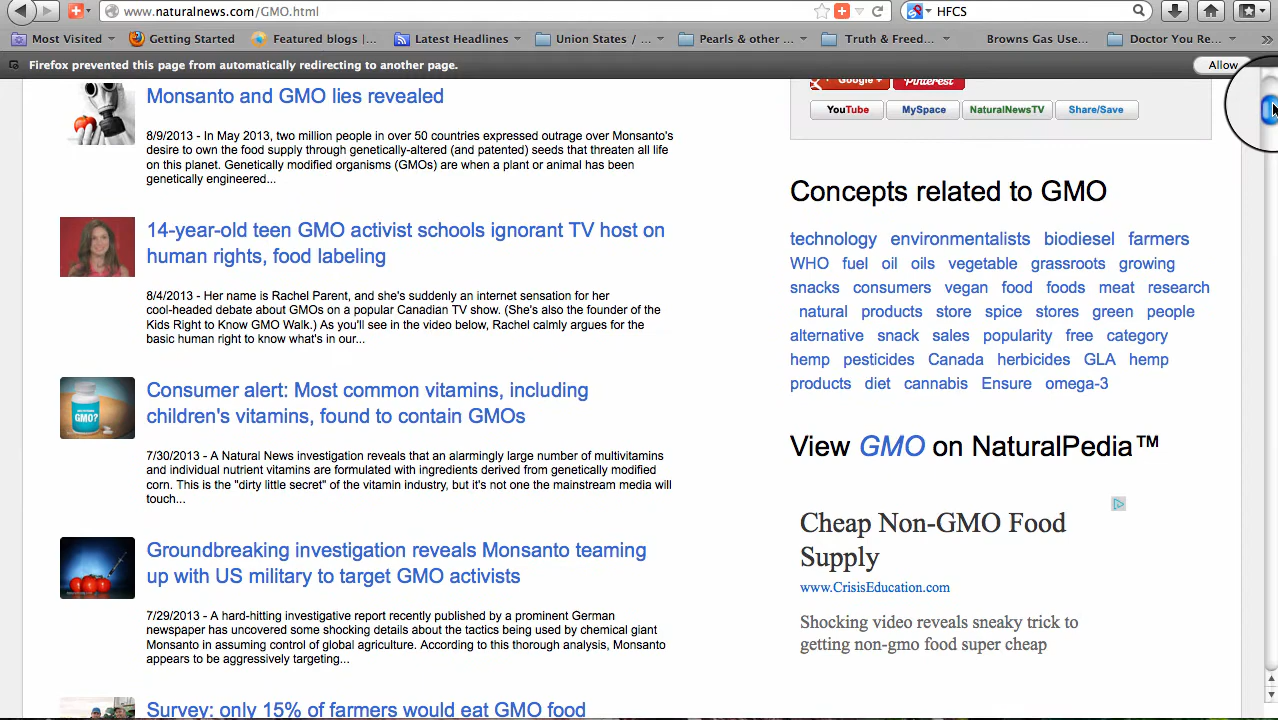 www.naturalnews.com/GMO.html
HFCS
Most Visited
Getting Started
Featured blogs |...
Latest Headlines
Union States / ...
Pearls & other ...
Truth & Freed...
Browns Gas Use...
Doctor You Re...
Firefox prevented this page from automatically redirecting to another page.
Allow
Monsanto and GMO lies revealed
8/9/2013 - In May 2013, two million people in over 50 countries expressed outrage over Monsanto's
desire to own the food supply through genetically-altered (and patented) seeds that threaten all life
on this planet. Genetically modified organisms (GMOs) are when a plant or animal has been
genetically engineered...
14-year-old teen GMO activist schools ignorant TV host on
human rights, food labeling
8/4/2013 - Her name is Rachel Parent, and she's suddenly an internet sensation for her
cool-headed debate about GMOs on a popular Canadian TV show. (She's also the founder of the
Kids Right to Know GMO Walk.) As you'll see in the video below, Rachel calmly argues for the
basic human right to know what's in our...
GMO?
Consumer alert: Most common vitamins, including
children's vitamins, found to contain GMOs
7/30/2013 - A Natural News investigation reveals that an alarmingly large number of multivitamins
and individual nutrient vitamins are formulated with ingredients derived from genetically modified
corn. This is the "dirty little secret" of the vitamin industry, but it's not one the mainstream media will
touch...
Groundbreaking investigation reveals Monsanto teaming
up with US military to target GMO activists
7/29/2013 - A hard-hitting investigative report recently published by a prominent German
newspaper has uncovered some shocking details about the tactics being used by chemical giant
Monsanto in assuming control of global agriculture. According to this thorough analysis, Monsanto
appears to be aggressively targeting...
Survey: only 15% of farmers would eat GMO food
Google + Pinterest
YouTube MySpace NaturalNewsTV Share/Save
Concepts related to GMO
technology environmentalists biodiesel farmers
WHO fuel oil oils vegetable grassroots growing
snacks consumers vegan food foods meat research
natural products store spice stores green people
alternative snack sales popularity free category
hemp pesticides Canada herbicides GLA hemp
products diet cannabis Ensure omega-3
View GMO on NaturalPedia™
Cheap Non-GMO Food
Supply
www.CrisisEducation.com
Shocking video reveals sneaky trick to
getting non-gmo food super cheap